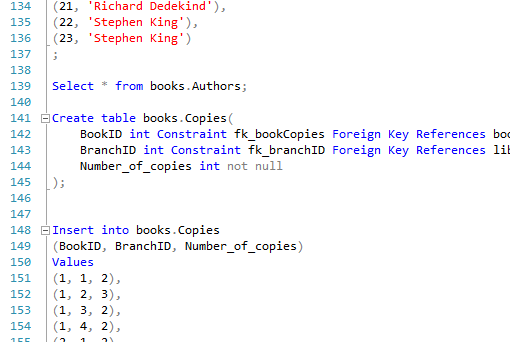 134 (21, 'Richard Dedekind'),
135 (22, 'Stephen King'),
136 (23, 'Stephen King')
137 ;
138
139 Select * from books.Authors;
140
141 Create table books.Copies(
142 BookID int Constraint fk_bookCopies Foreign Key References boo
143 BranchID int Constraint fk_branchID Foreign Key References lib
144 Number_of_copies int not null
145 );
146
147
148 Insert into books.Copies
149 (BookID, BranchID, Number_of_copies)
150 Values
151 (1, 1, 2),
152 (1, 2, 3),
153 (1, 3, 2),
154 (1, 4, 2),
155 (2, 1, 2)